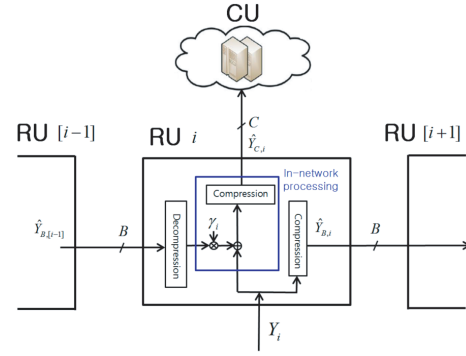 CU
C
Ŷ_{C,i}
RU [i−1]
RU i
RU [i+1]
In-network
processing
Compression
Ŷ_{B,[i−1]}
B
Decompression
γ_i
Compression
Ŷ_{B,i}
B
Y_i